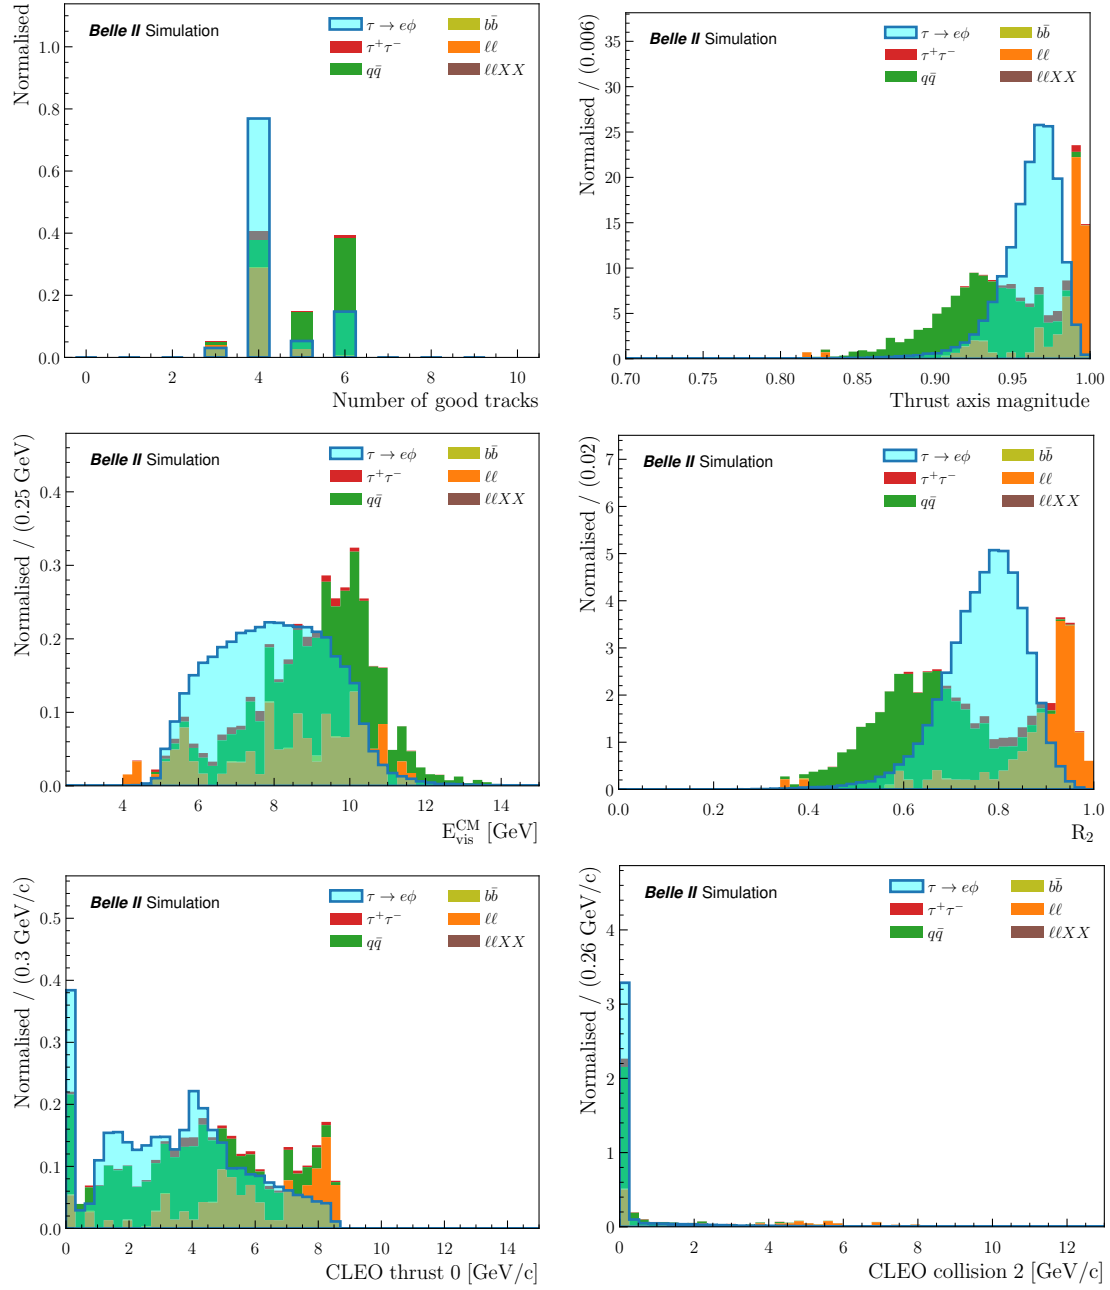 Normalised
Belle II Simulation
τ → eϕ
τ⁺τ⁻
qq̄
bb̄
ℓℓ
ℓℓXX
1.0
0.8
0.6
0.4
0.2
0.0
0 2 4 6 8 10
Number of good tracks
Normalised / (0.006)
Belle II Simulation
τ → eϕ
τ⁺τ⁻
qq̄
bb̄
ℓℓ
ℓℓXX
35
30
25
20
15
10
5
0
0.70 0.75 0.80 0.85 0.90 0.95 1.00
Thrust axis magnitude
Normalised / (0.25 GeV)
Belle II Simulation
τ → eϕ
τ⁺τ⁻
qq̄
bb̄
ℓℓ
ℓℓXX
0.4
0.3
0.2
0.1
0.0
4 6 8 10 12 14
E_vis^CM [GeV]
Normalised / (0.02)
Belle II Simulation
τ → eϕ
τ⁺τ⁻
qq̄
bb̄
ℓℓ
ℓℓXX
7
6
5
4
3
2
1
0
0.0 0.2 0.4 0.6 0.8 1.0
R₂
Normalised / (0.3 GeV/c)
Belle II Simulation
τ → eϕ
τ⁺τ⁻
qq̄
bb̄
ℓℓ
ℓℓXX
0.5
0.4
0.3
0.2
0.1
0.0
0 2 4 6 8 10 12 14
CLEO thrust 0 [GeV/c]
Normalised / (0.26 GeV/c)
Belle II Simulation
τ → eϕ
τ⁺τ⁻
qq̄
bb̄
ℓℓ
ℓℓXX
4
3
2
1
0
0 2 4 6 8 10 12
CLEO collision 2 [GeV/c]